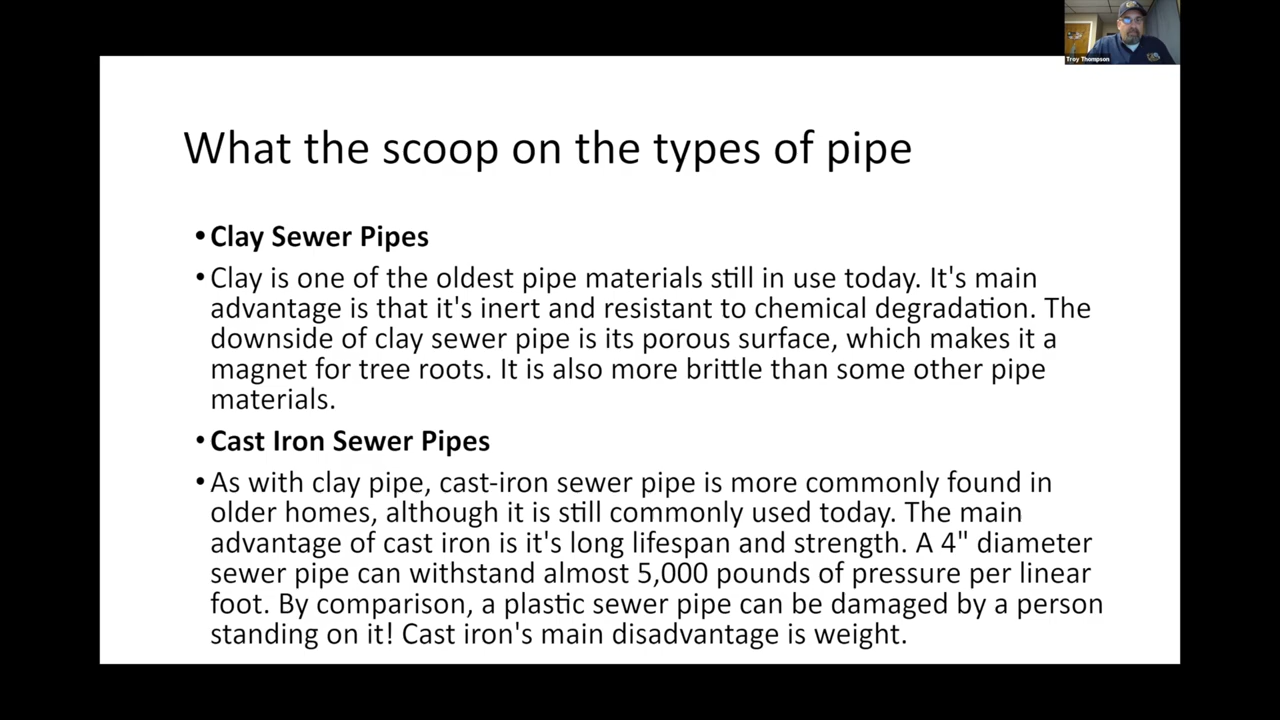 Troy Thompson
What the scoop on the types of pipe
• Clay Sewer Pipes
• Clay is one of the oldest pipe materials still in use today. It's main
advantage is that it's inert and resistant to chemical degradation. The
downside of clay sewer pipe is its porous surface, which makes it a
magnet for tree roots. It is also more brittle than some other pipe
materials.
• Cast Iron Sewer Pipes
• As with clay pipe, cast-iron sewer pipe is more commonly found in
older homes, although it is still commonly used today. The main
advantage of cast iron is it's long lifespan and strength. A 4" diameter
sewer pipe can withstand almost 5,000 pounds of pressure per linear
foot. By comparison, a plastic sewer pipe can be damaged by a person
standing on it! Cast iron's main disadvantage is weight.